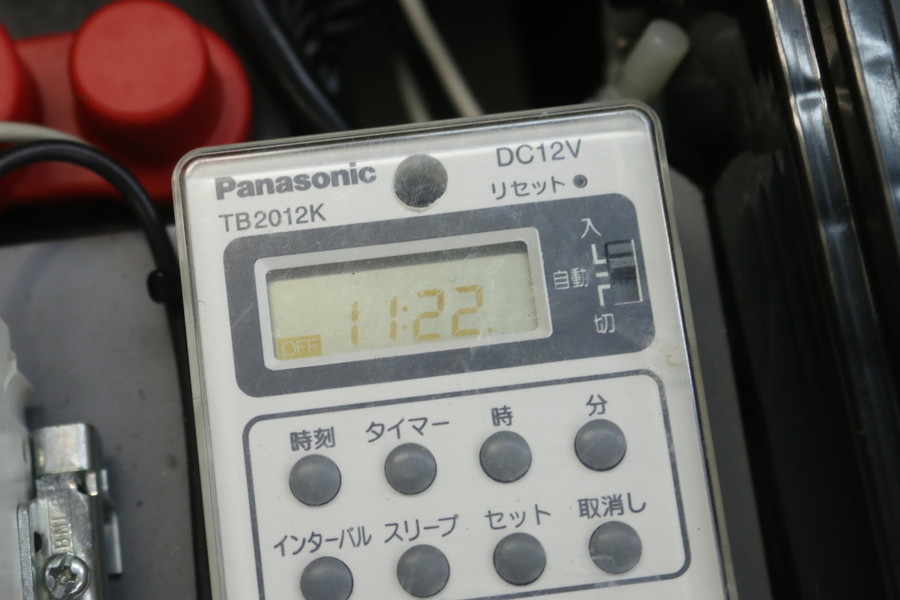 Panasonic
TB2012K
DC12V
リセット
入
自動
切
11:22
OFF
時刻 タイマー 時 分
インターバル スリープ セット 取消し